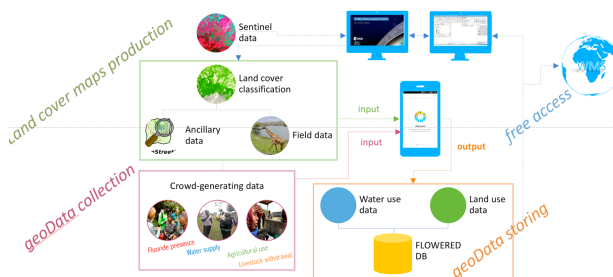 Sentinel
data
Land cover maps production
Land cover
classification
WMS
Ancillary
data
Field data
input
input
free access
output
geoData collection
Crowd-generating data
Fluoride presence
Water supply
Agricultural use
Livestock withdrawal
Water use
data
Land use
data
FLOWERED
DB
geoData storing